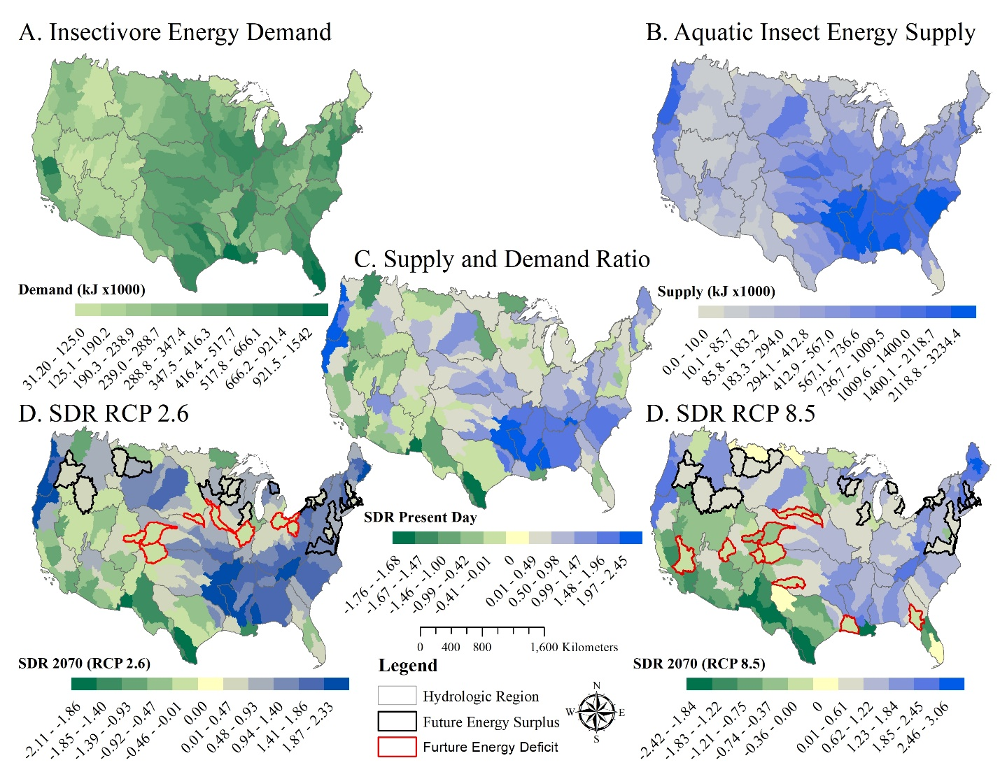 A. Insectivore Energy Demand
B. Aquatic Insect Energy Supply
Demand (kJ x1000)
31.20 - 125.0
125.1 - 190.2
190.3 - 238.9
239.0 - 288.7
288.8 - 347.4
347.5 - 416.3
416.4 - 517.7
517.8 - 666.1
666.2 - 921.4
921.5 - 1542
Supply (kJ x1000)
0.0 - 10.0
10.1 - 85.7
85.8 - 183.2
183.3 - 294.0
294.1 - 412.8
412.9 - 567.0
567.1 - 736.6
736.7 - 1009.5
1009.6 - 1400.0
1400.1 - 2118.7
2118.8 - 3234.4
C. Supply and Demand Ratio
SDR Present Day
-1.76 - -1.68
-1.67 - -1.47
-1.46 - -1.00
-0.99 - -0.42
-0.41 - -0.01
0
0.01 - 0.49
0.50 - 0.98
0.99 - 1.47
1.48 - 1.96
1.97 - 2.45
D. SDR RCP 2.6
D. SDR RCP 8.5
SDR 2070 (RCP 2.6)
-2.11 - -1.86
-1.85 - -1.40
-1.39 - -0.93
-0.92 - -0.47
-0.46 - -0.01
0.00
0.01 - 0.47
0.48 - 0.93
0.94 - 1.40
1.41 - 1.86
1.87 - 2.33
0 400 800 1,600 Kilometers
Legend
Hydrologic Region
Future Energy Surplus
Furture Energy Deficit
N
W E
S
SDR 2070 (RCP 8.5)
-2.42 - -1.84
-1.83 - -1.22
-1.21 - -0.75
-0.74 - -0.37
-0.36 - 0.00
0
0.01 - 0.61
0.62 - 1.22
1.23 - 1.84
1.85 - 2.45
2.46 - 3.06